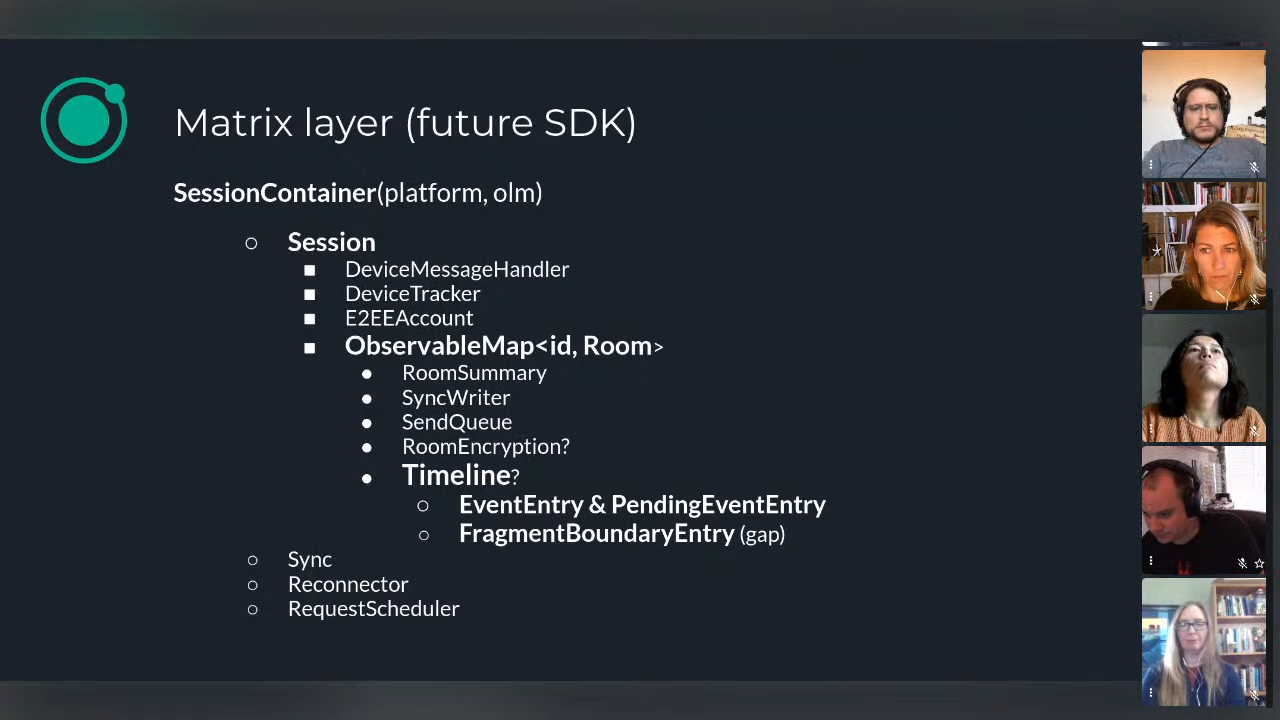 Matrix layer (future SDK)
SessionContainer(platform, olm)
Session
DeviceMessageHandler
DeviceTracker
E2EEAccount
ObservableMap<id, Room>
RoomSummary
SyncWriter
SendQueue
RoomEncryption?
Timeline?
EventEntry & PendingEventEntry
FragmentBoundaryEntry (gap)
Sync
Reconnector
RequestScheduler